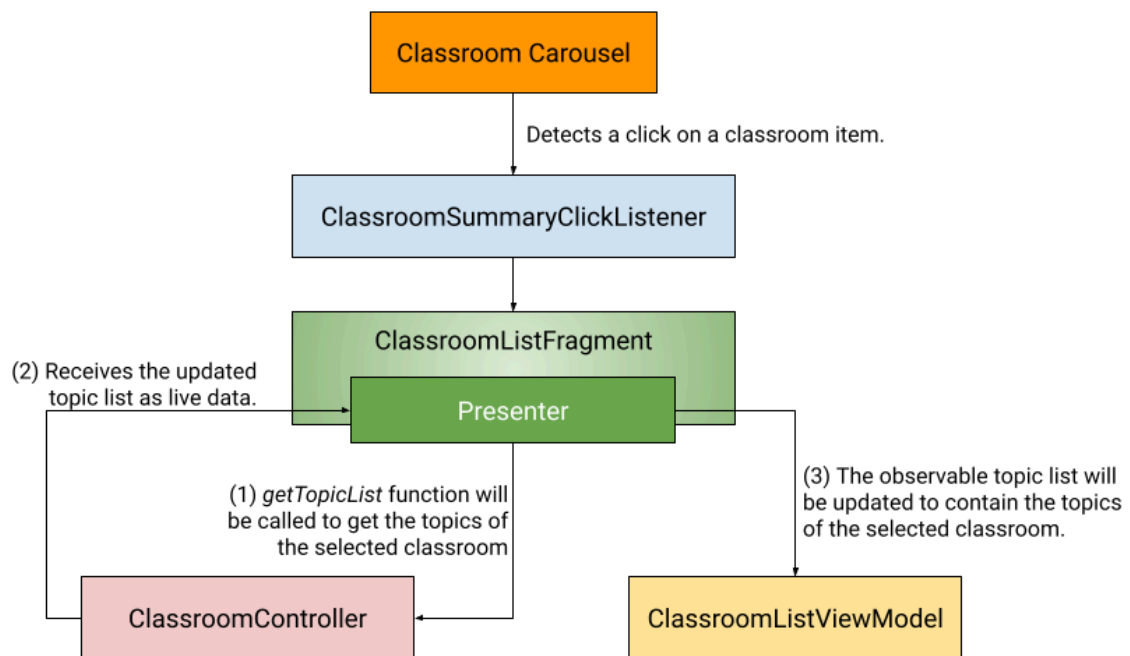 Classroom Carousel
Detects a click on a classroom item.
ClassroomSummaryClickListener
ClassroomListFragment
(2) Receives the updated
topic list as live data.
Presenter
(1) getTopicList function will
be called to get the topics of
the selected classroom
(3) The observable topic list will
be updated to contain the topics
of the selected classroom.
ClassroomController
ClassroomListViewModel